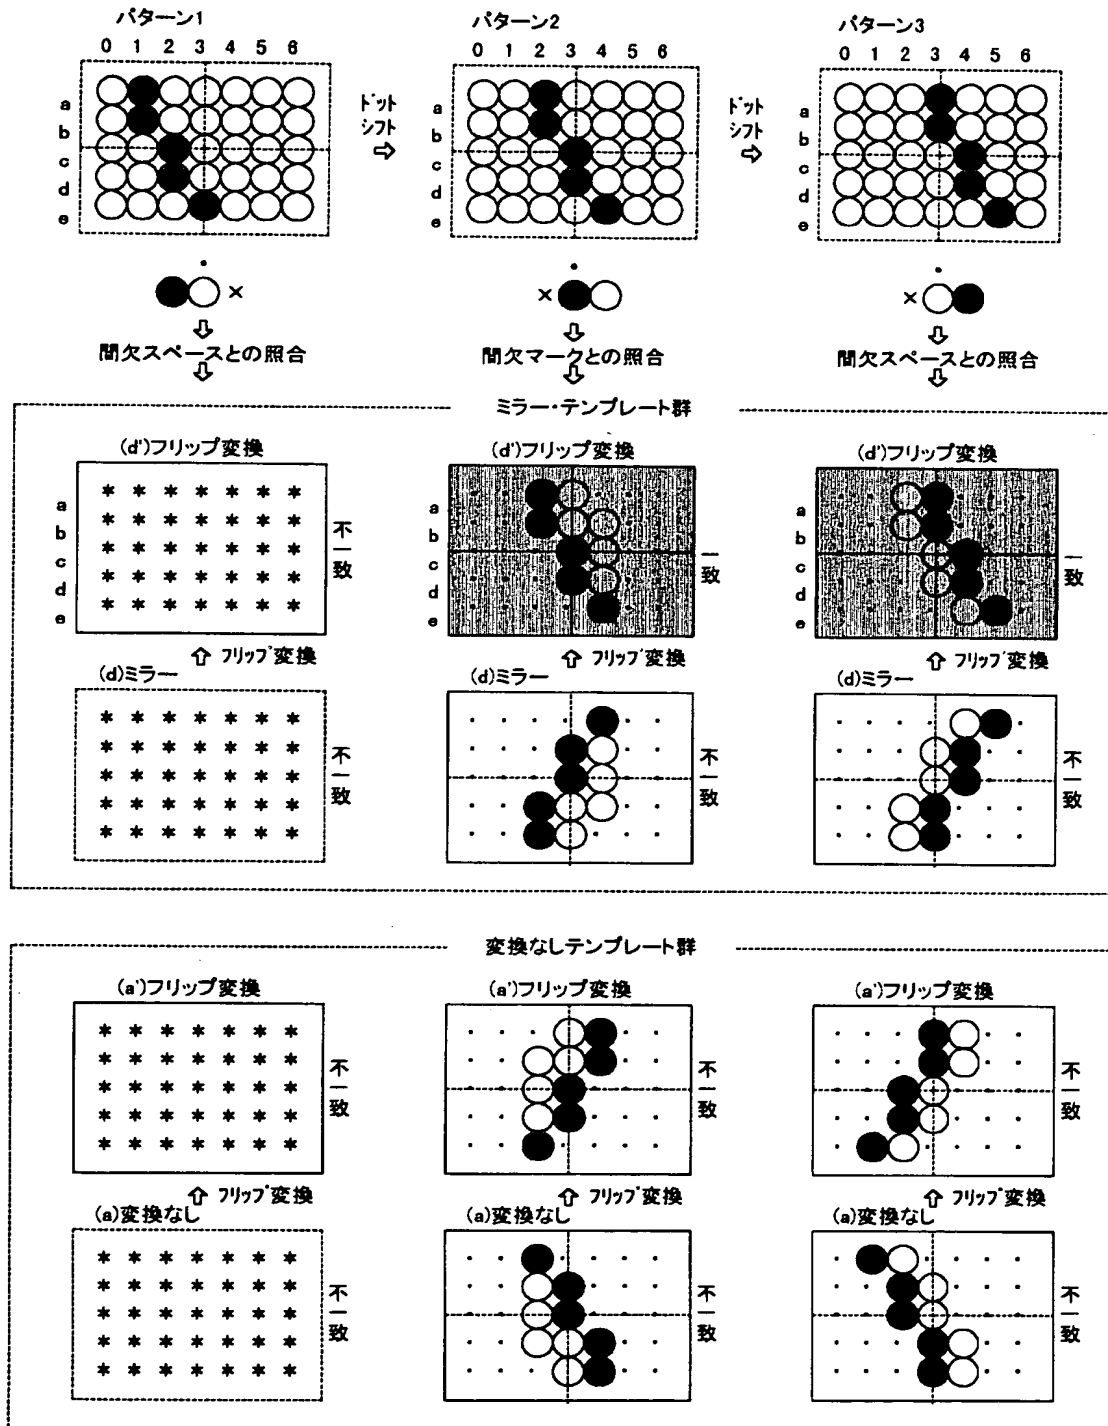 パターン1
0 1 2 3 4 5 6
a
b
c
d
e
ドット
シフト
⇨
パターン2
0 1 2 3 4 5 6
a
b
c
d
e
ドット
シフト
⇨
パターン3
0 1 2 3 4 5 6
a
b
c
d
e
×
×
×
間欠スペースとの照合
間欠マークとの照合
間欠スペースとの照合
ミラー・テンプレート群
(d')フリップ変換
a
b
c
d
e
* * * * * * *
* * * * * * *
* * * * * * *
* * * * * * *
* * * * * * *
不一致
(d')フリップ変換
a
b
c
d
e
一致
(d')フリップ変換
a
b
c
d
e
一致
フリップ変換
フリップ変換
フリップ変換
(d)ミラー
* * * * * * *
* * * * * * *
* * * * * * *
* * * * * * *
* * * * * * *
不一致
(d)ミラー
不一致
(d)ミラー
不一致
変換なしテンプレート群
(a')フリップ変換
* * * * * * *
* * * * * * *
* * * * * * *
* * * * * * *
* * * * * * *
不一致
(a')フリップ変換
不一致
(a')フリップ変換
不一致
フリップ変換
フリップ変換
フリップ変換
(a)変換なし
* * * * * * *
* * * * * * *
* * * * * * *
* * * * * * *
* * * * * * *
不一致
(a)変換なし
不一致
(a)変換なし
不一致